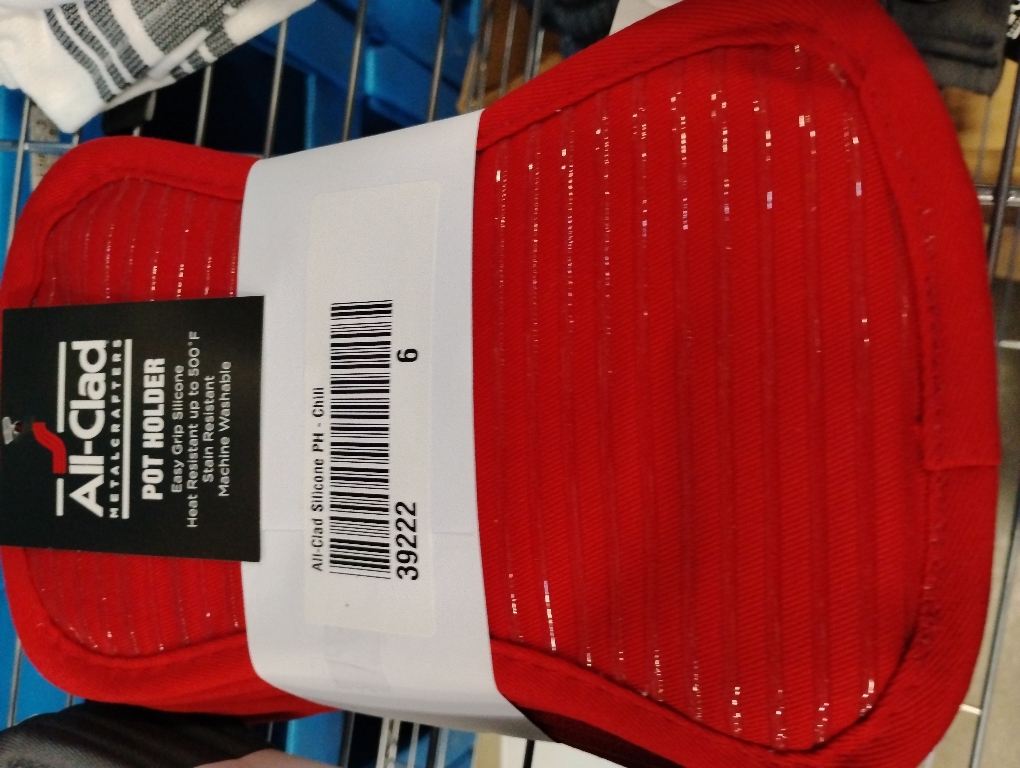 All-Clad
METALCRAFTERS
POT HOLDER
Easy Grip Silicone
Heat Resistant up to 500°F
Stain Resistant
Machine Washable
All-Clad Silicone PH - Chili
39222 6